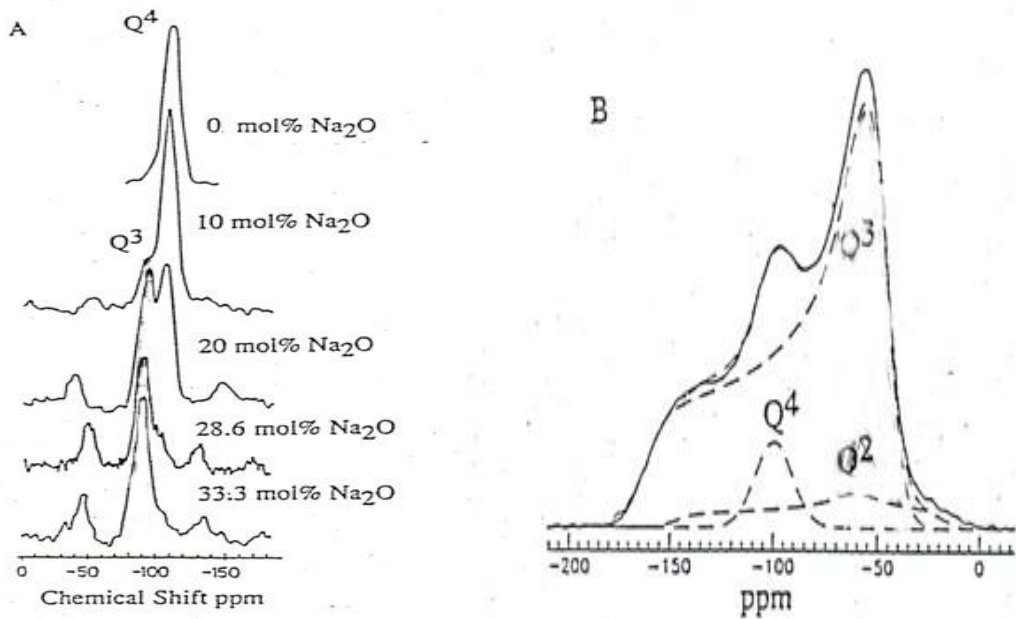 A
Q⁴
0 mol% Na₂O
10 mol% Na₂O
Q³
20 mol% Na₂O
28.6 mol% Na₂O
33.3 mol% Na₂O
0 -50 -100 -150
Chemical Shift ppm
B
Q³
Q⁴
Q²
-200 -150 -100 -50 0
ppm